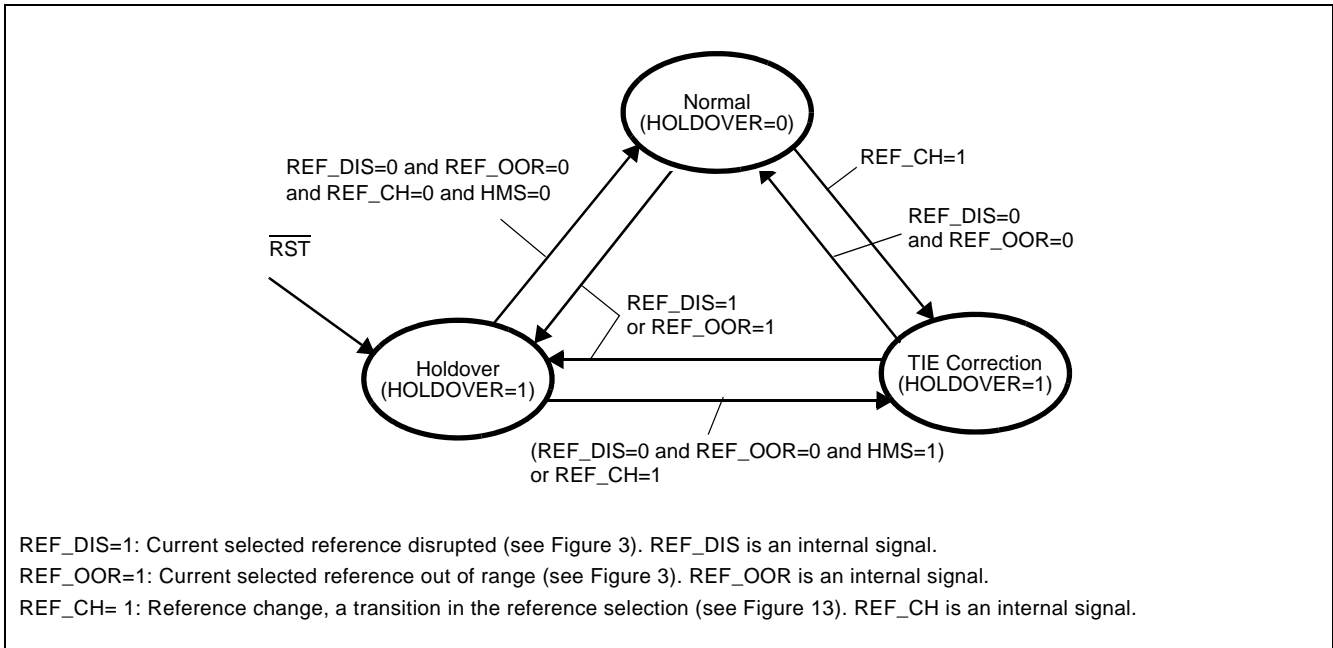 Normal
(HOLDOVER=0)
REF_CH=1
REF_DIS=0 and REF_OOR=0
and REF_CH=0 and HMS=0
REF_DIS=0
and REF_OOR=0
RST
REF_DIS=1
or REF_OOR=1
Holdover
(HOLDOVER=1)
TIE Correction
(HOLDOVER=1)
(REF_DIS=0 and REF_OOR=0 and HMS=1)
or REF_CH=1
REF_DIS=1: Current selected reference disrupted (see Figure 3). REF_DIS is an internal signal.
REF_OOR=1: Current selected reference out of range (see Figure 3). REF_OOR is an internal signal.
REF_CH= 1: Reference change, a transition in the reference selection (see Figure 13). REF_CH is an internal signal.